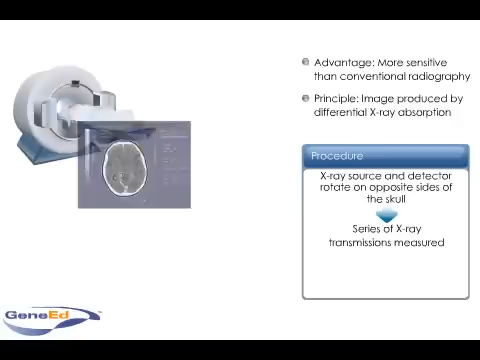 Advantage: More sensitive
than conventional radiography
Principle: Image produced by
differential X-ray absorption
Procedure
X-ray source and detector
rotate on opposite sides of
the skull
Series of X-ray
transmissions measured
GeneEd